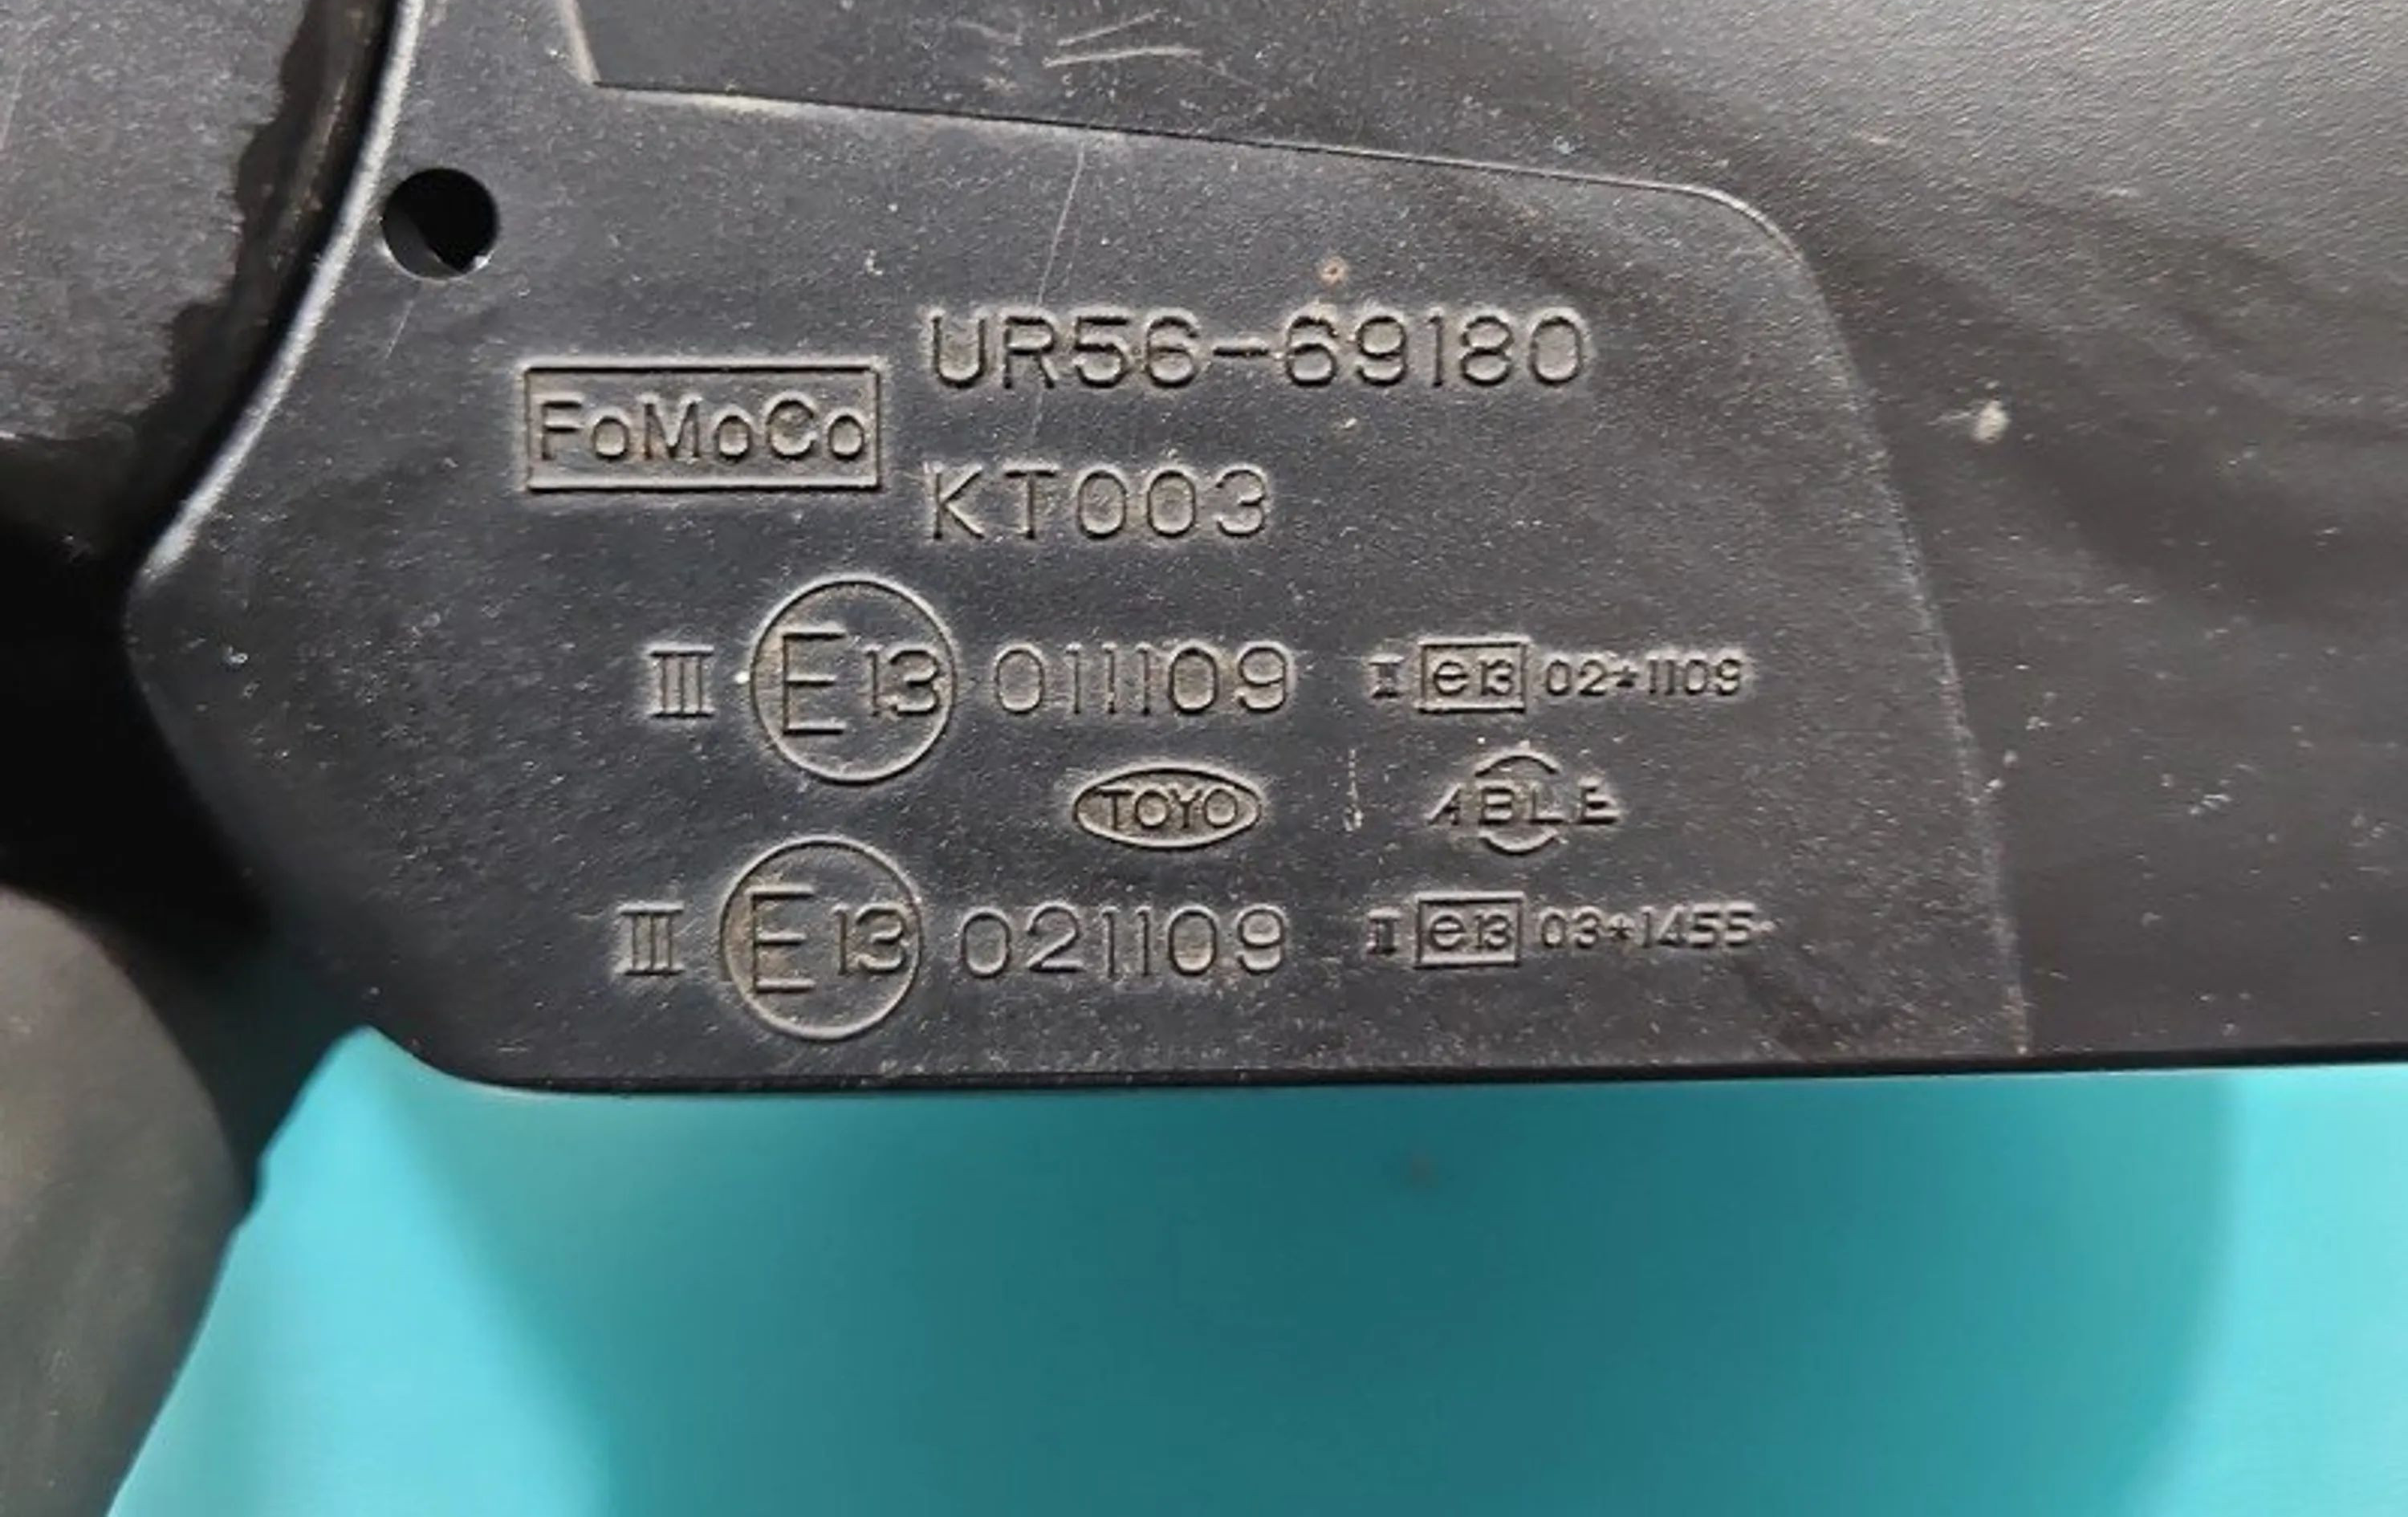 UR56-69180
FoMoCo
KT003
III E13 011109 II e13 02*1109
TOYO ABLE
III E13 021109 II e13 03*1455